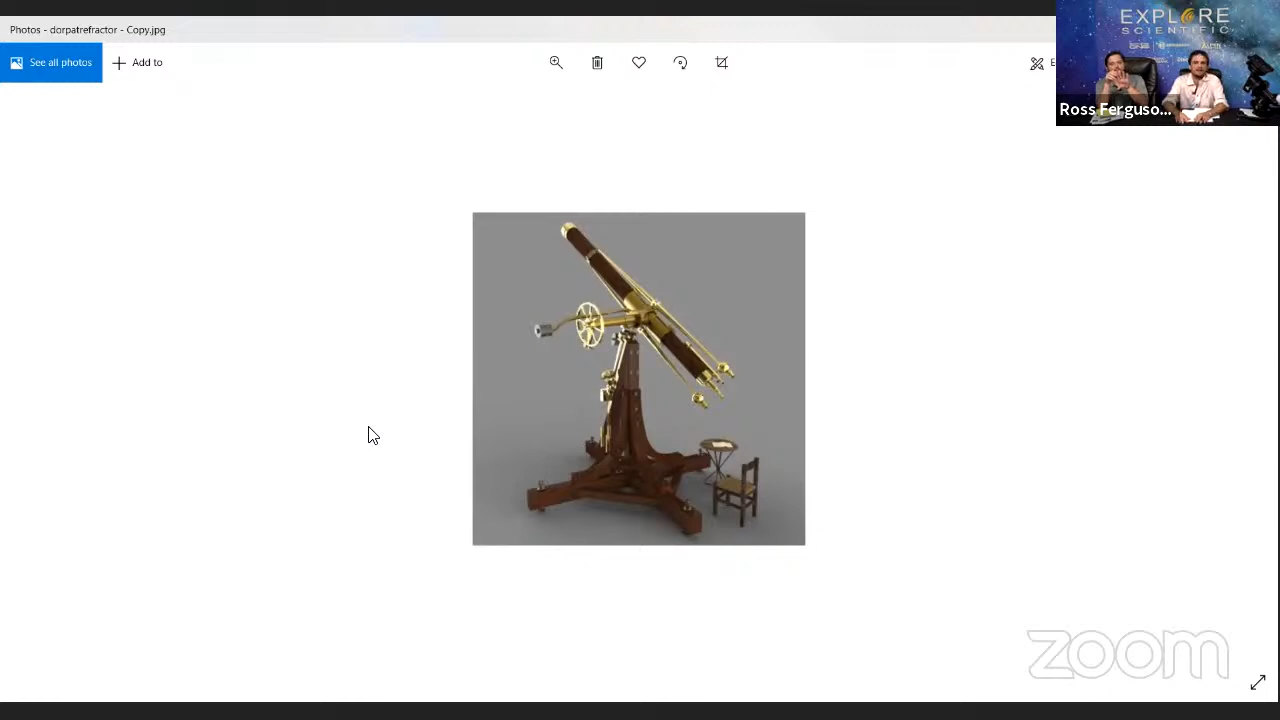 Photos - dorpatrefractor - Copy.jpg
See all photos
Add to
EXPLORE
SCIENTIFIC
Ross Ferguso...
zoom